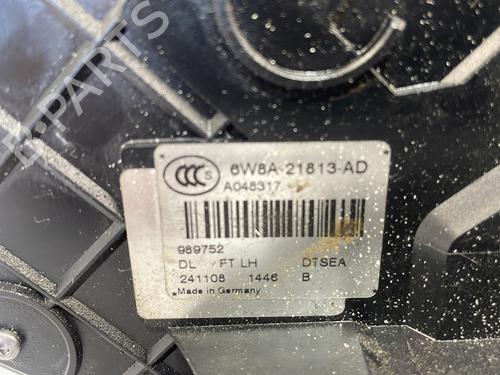 B-PARTS
CCC S 6W8A-21813-AD
A048317
989752
DL FT LH DTSEA
241108 1446 B
Made in Germany